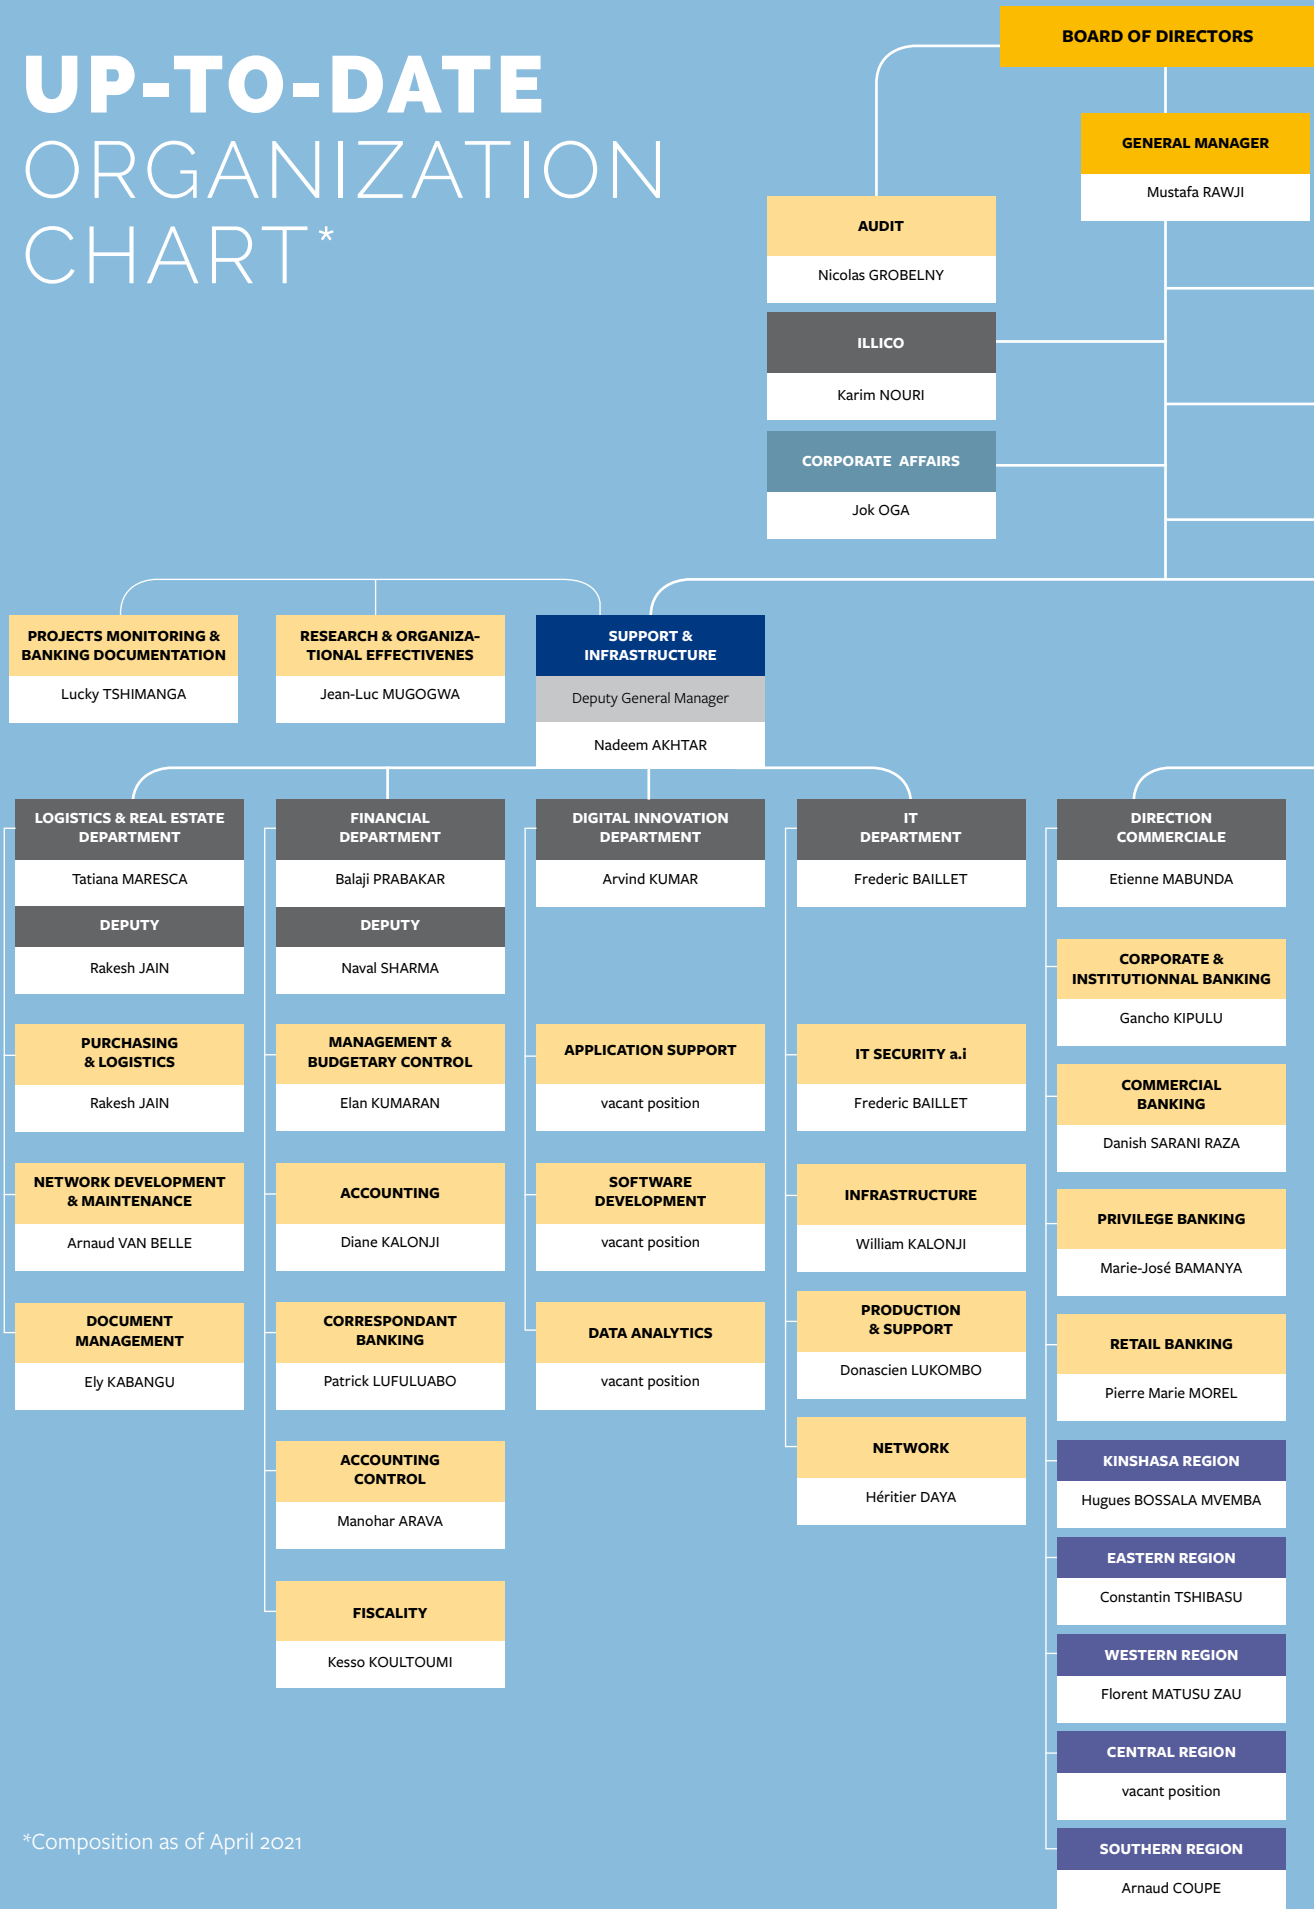 UP-TO-DATE
ORGANIZATION
CHART*
BOARD OF DIRECTORS
GENERAL MANAGER
Mustafa RAWJI
AUDIT
Nicolas GROBELNY
ILLICO
Karim NOURI
CORPORATE AFFAIRS
Jok OGA
PROJECTS MONITORING &
BANKING DOCUMENTATION
Lucky TSHIMANGA
RESEARCH & ORGANIZA-
TIONAL EFFECTIVENES
Jean-Luc MUGOGWA
SUPPORT &
INFRASTRUCTURE
Deputy General Manager
Nadeem AKHTAR
LOGISTICS & REAL ESTATE
DEPARTMENT
Tatiana MARESCA
DEPUTY
Rakesh JAIN
PURCHASING
& LOGISTICS
Rakesh JAIN
NETWORK DEVELOPMENT
& MAINTENANCE
Arnaud VAN BELLE
DOCUMENT
MANAGEMENT
Ely KABANGU
FINANCIAL
DEPARTMENT
Balaji PRABAKAR
DEPUTY
Naval SHARMA
MANAGEMENT &
BUDGETARY CONTROL
Elan KUMARAN
ACCOUNTING
Diane KALONJI
CORRESPONDANT
BANKING
Patrick LUFULUABO
ACCOUNTING
CONTROL
Manohar ARAVA
FISCALITY
Kesso KOULTOUMI
DIGITAL INNOVATION
DEPARTMENT
Arvind KUMAR
APPLICATION SUPPORT
vacant position
SOFTWARE
DEVELOPMENT
vacant position
DATA ANALYTICS
vacant position
IT
DEPARTMENT
Frederic BAILLET
IT SECURITY a.i
Frederic BAILLET
INFRASTRUCTURE
William KALONJI
PRODUCTION
& SUPPORT
Donascien LUKOMBO
NETWORK
Héritier DAYA
DIRECTION
COMMERCIALE
Etienne MABUNDA
CORPORATE &
INSTITUTIONNAL BANKING
Gancho KIPULU
COMMERCIAL
BANKING
Danish SARANI RAZA
PRIVILEGE BANKING
Marie-José BAMANYA
RETAIL BANKING
Pierre Marie MOREL
KINSHASA REGION
Hugues BOSSALA MVEMBA
EASTERN REGION
Constantin TSHIBASU
WESTERN REGION
Florent MATUSU ZAU
CENTRAL REGION
vacant position
SOUTHERN REGION
Arnaud COUPE
*Composition as of April 2021